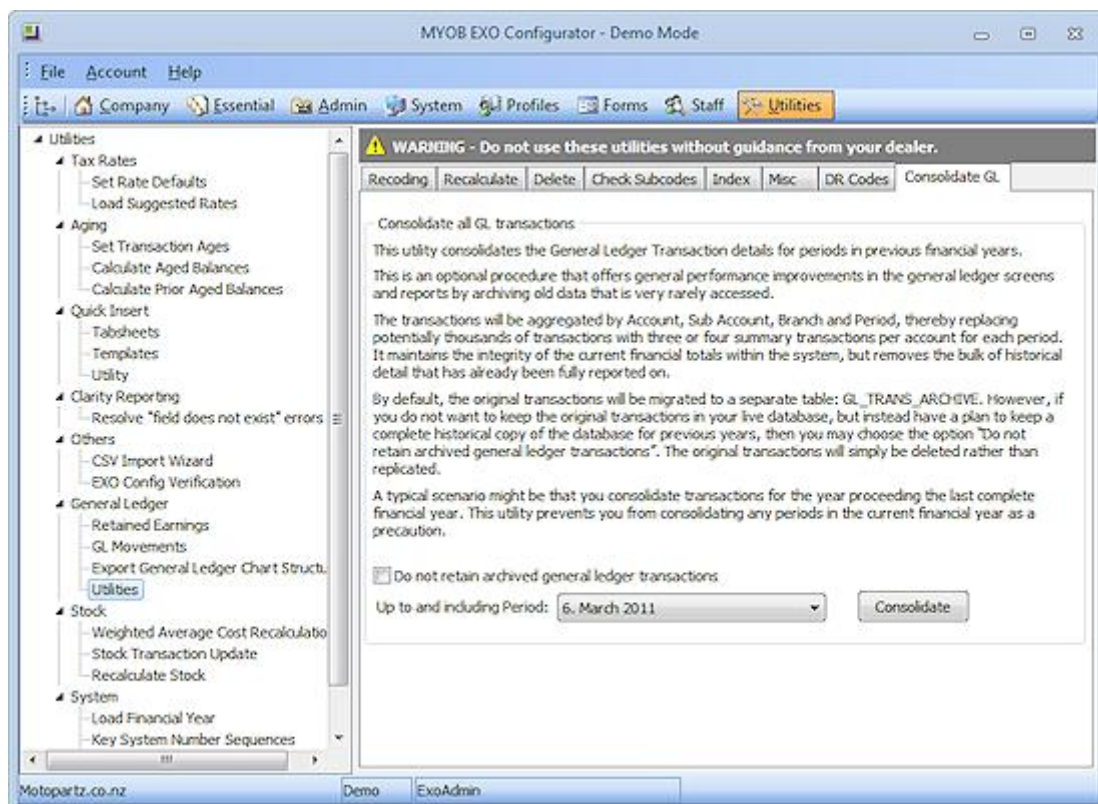 MYOB EXO Configurator - Demo Mode
File Account Help
Company Essential Admin System Profiles Forms Staff Utilities
Utilities
Tax Rates
Set Rate Defaults
Load Suggested Rates
Aging
Set Transaction Ages
Calculate Aged Balances
Calculate Prior Aged Balances
Quick Insert
Tabsheets
Templates
Utility
Clarity Reporting
Resolve "field does not exist" errors
Others
CSV Import Wizard
EXO Config Verification
General Ledger
Retained Earnings
GL Movements
Export General Ledger Chart Structu
Utilities
Stock
Weighted Average Cost Recalculatio
Stock Transaction Update
Recalculate Stock
System
Load Financial Year
Key System Number Sequences
WARNING - Do not use these utilities without guidance from your dealer.
Recoding Recalculate Delete Check Subcodes Index Misc DR Codes Consolidate GL
Consolidate all GL transactions
This utility consolidates the General Ledger Transaction details for periods in previous financial years.
This is an optional procedure that offers general performance improvements in the general ledger screens
and reports by archiving old data that is very rarely accessed.
The transactions will be aggregated by Account, Sub Account, Branch and Period, thereby replacing
potentially thousands of transactions with three or four summary transactions per account for each period.
It maintains the integrity of the current financial totals within the system, but removes the bulk of historical
detail that has already been fully reported on.
By default, the original transactions will be migrated to a separate table: GL_TRANS_ARCHIVE. However, if
you do not want to keep the original transactions in your live database, but instead have a plan to keep a
complete historical copy of the database for previous years, then you may choose the option "Do not
retain archived general ledger transactions". The original transactions will simply be deleted rather than
replicated.
A typical scenario might be that you consolidate transactions for the year proceeding the last complete
financial year. This utility prevents you from consolidating any periods in the current financial year as a
precaution.
Do not retain archived general ledger transactions
Up to and including Period: 6. March 2011 Consolidate
Motopartz.co.nz Demo ExoAdmin